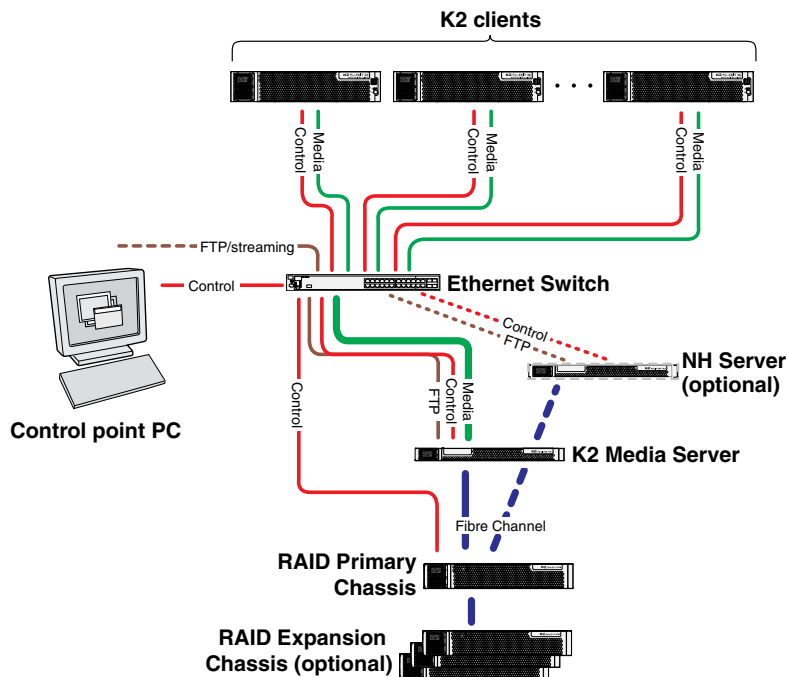 K2 clients
Control
Media
Control
Media
Control
Media
FTP/streaming
Control
Ethernet Switch
Control
FTP
NH Server
(optional)
Control point PC
Control
FTP
Control
Media
K2 Media Server
Fibre Channel
RAID Primary
Chassis
RAID Expansion
Chassis (optional)